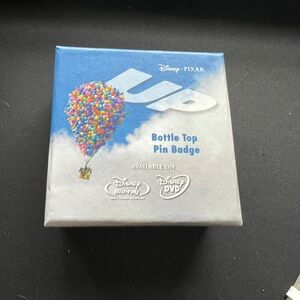 Disney · PIXAR
UP
Bottle Top
Pin Badge
AVAILABLE ON
Disney
Blu-ray
Disney
DVD